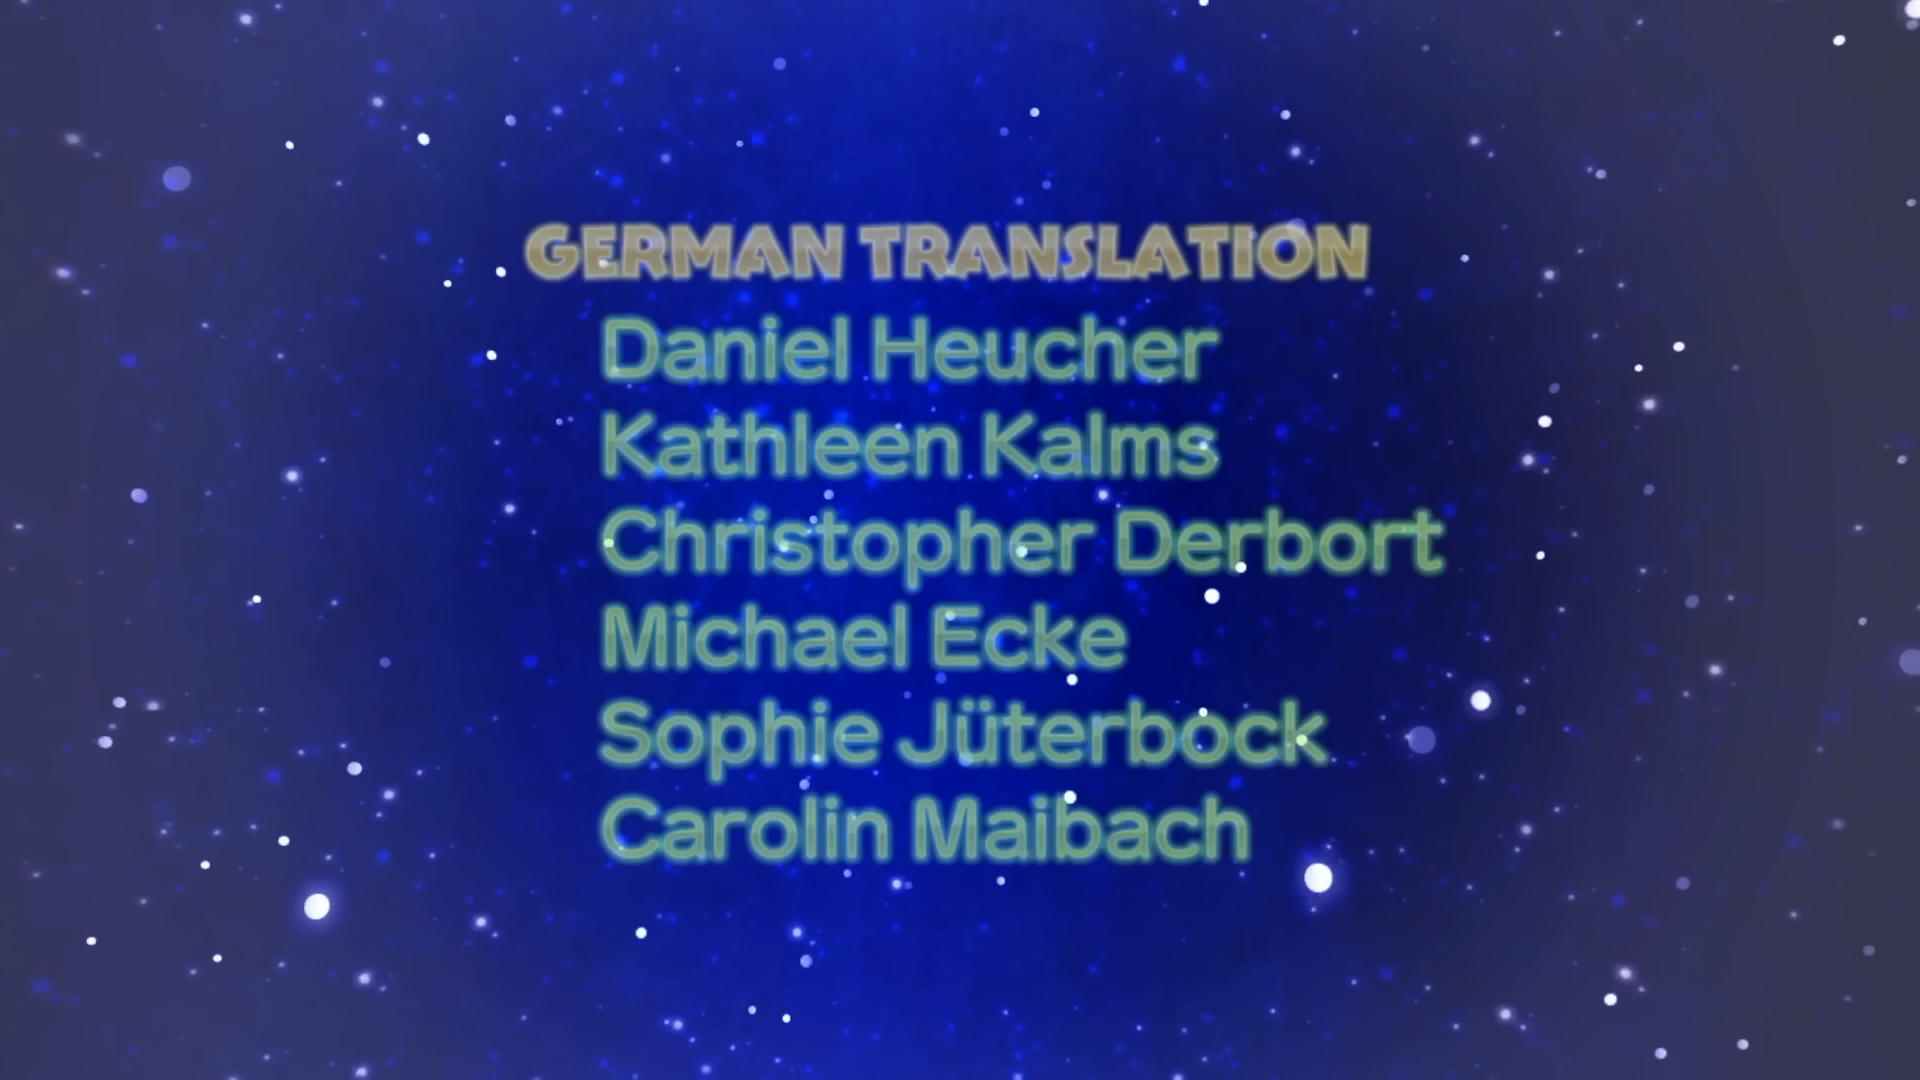 GERMAN TRANSLATION
Daniel Heucher
Kathleen Kalms
Christopher Derbort
Michael Ecke
Sophie Jüterbock
Carolin Maibach